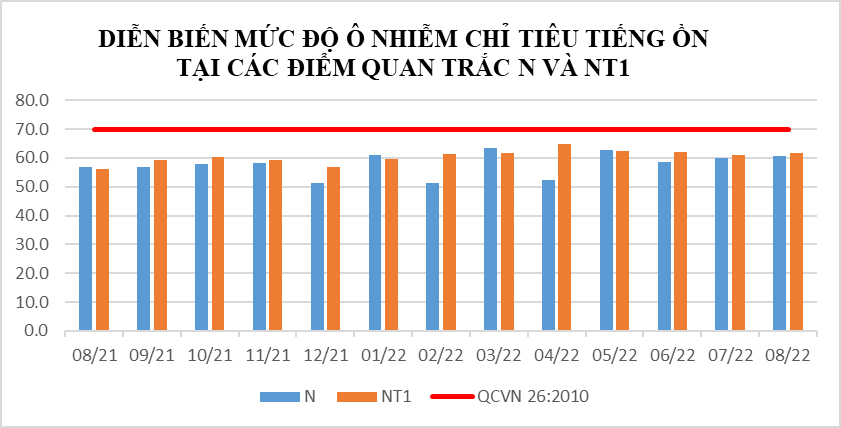 DIỄN BIẾN MỨC ĐỘ Ô NHIỄM CHỈ TIÊU TIẾNG ỒN
TẠI CÁC ĐIỂM QUAN TRẮC N VÀ NT1
80.0
70.0
60.0
50.0
40.0
30.0
20.0
10.0
0.0
08/21 09/21 10/21 11/21 12/21 01/22 02/22 03/22 04/22 05/22 06/22 07/22 08/22
N NT1 QCVN 26:2010